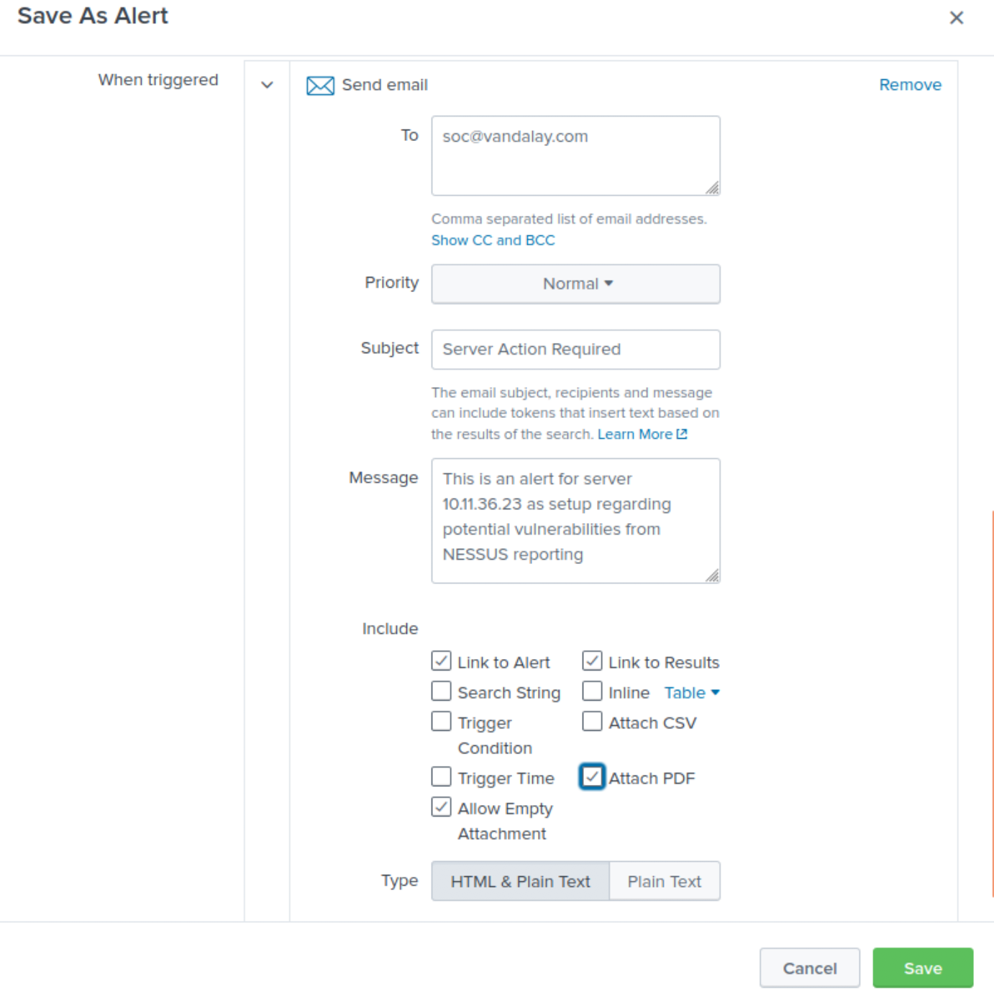 Save As Alert
When triggered
Send email
Remove
To
soc@vandalay.com
Comma separated list of email addresses.
Show CC and BCC
Priority
Normal
Subject
Server Action Required
The email subject, recipients and message
can include tokens that insert text based on
the results of the search. Learn More
Message
This is an alert for server
10.11.36.23 as setup regarding
potential vulnerabilities from
NESSUS reporting
Include
Link to Alert
Link to Results
Search String
Inline Table
Trigger
Condition
Attach CSV
Trigger Time
Attach PDF
Allow Empty
Attachment
Type
HTML & Plain Text
Plain Text
Cancel
Save